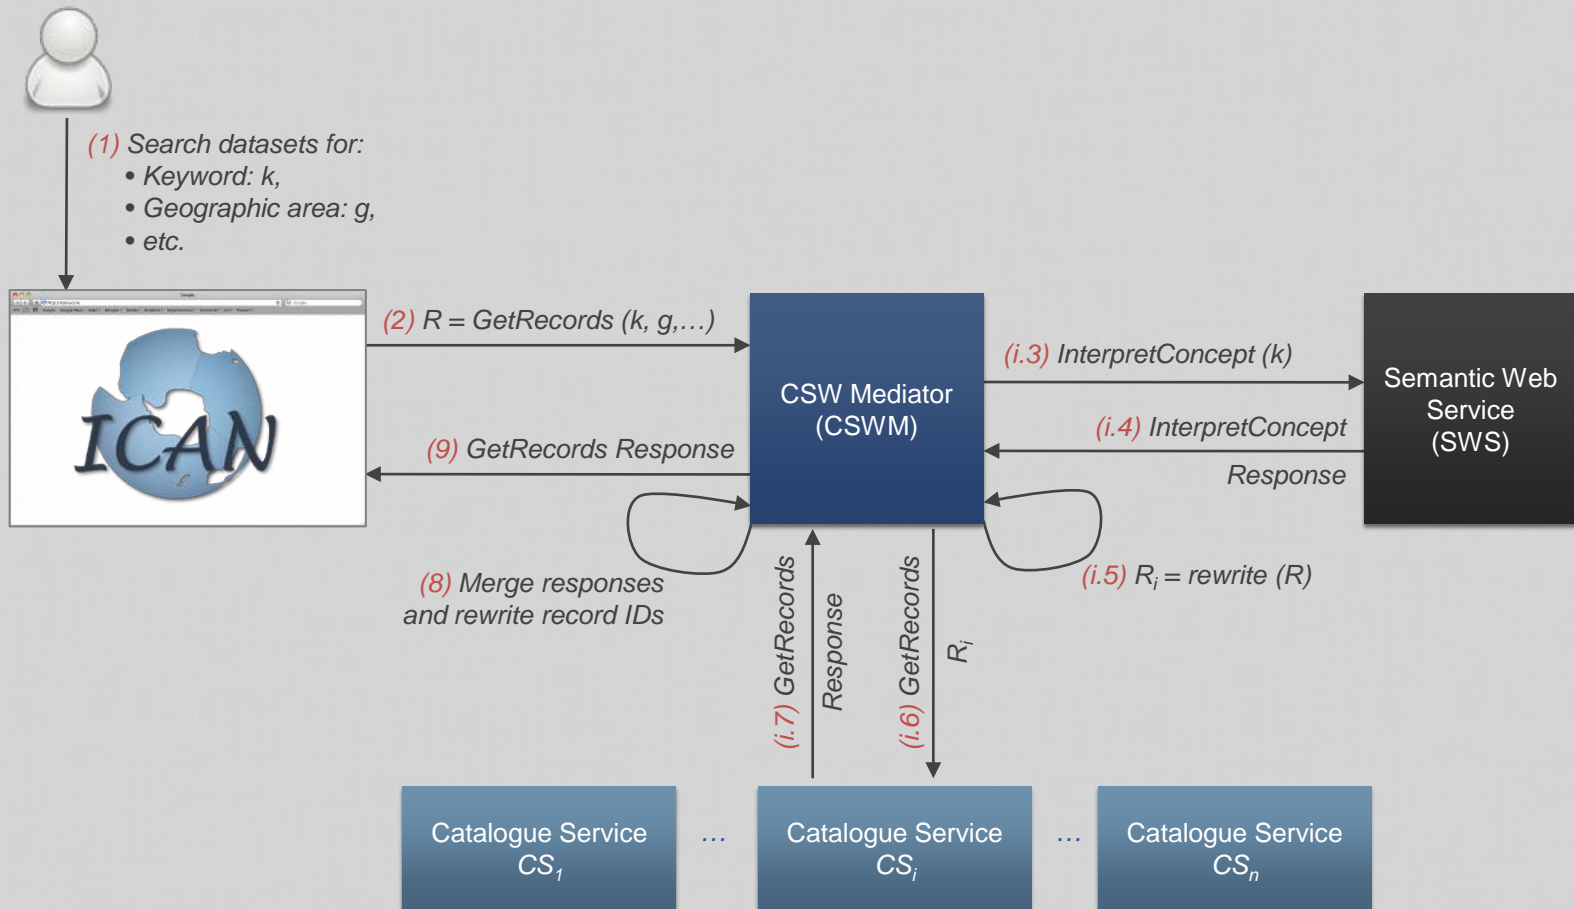 (1) Search datasets for:
• Keyword: k,
• Geographic area: g,
• etc.
ICAN
(2) R = GetRecords (k, g,…)
(9) GetRecords Response
CSW Mediator
(CSWM)
(i.3) InterpretConcept (k)
(i.4) InterpretConcept
Response
Semantic Web
Service
(SWS)
(8) Merge responses
and rewrite record IDs
(i.5) Ri = rewrite (R)
(i.7) GetRecords
Response
(i.6) GetRecords
Ri
Catalogue Service
CS1
…
Catalogue Service
CSi
…
Catalogue Service
CSn